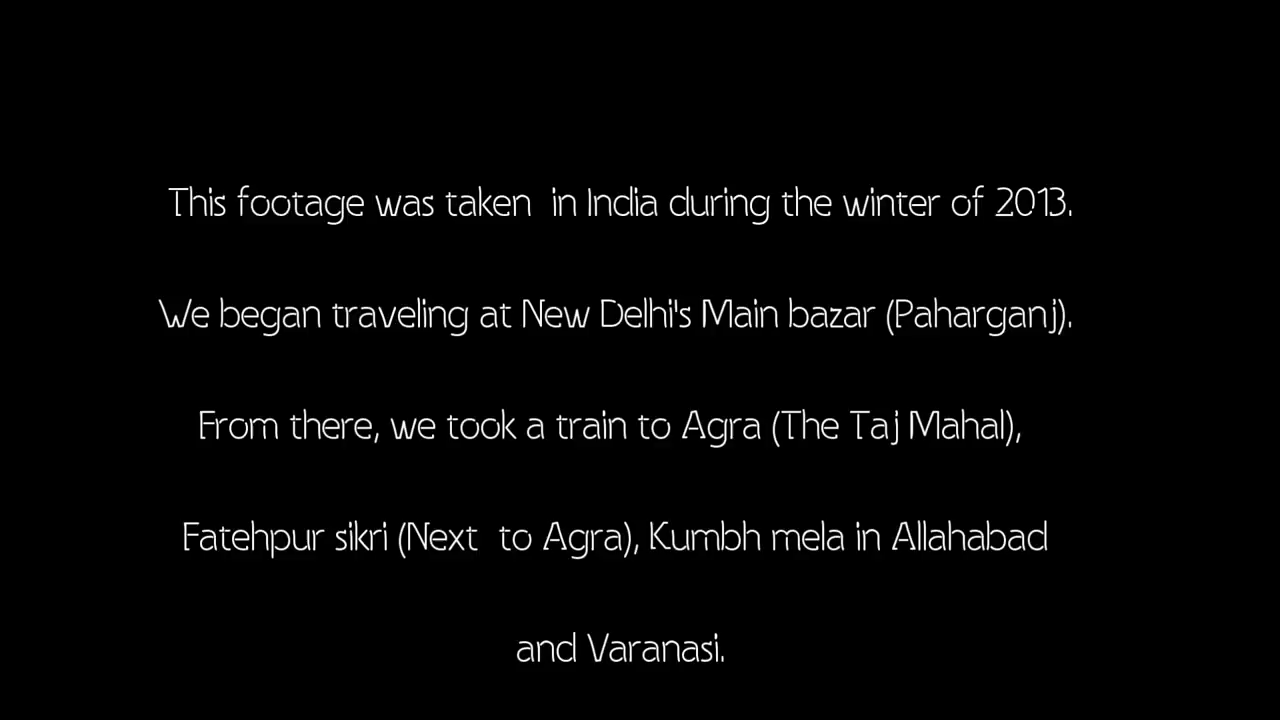 This footage was taken in India during the winter of 2013.
We began traveling at New Delhi's Main bazar (Paharganj).
From there, we took a train to Agra (The Taj Mahal),
Fatehpur sikri (Next to Agra), Kumbh mela in Allahabad
and Varanasi.